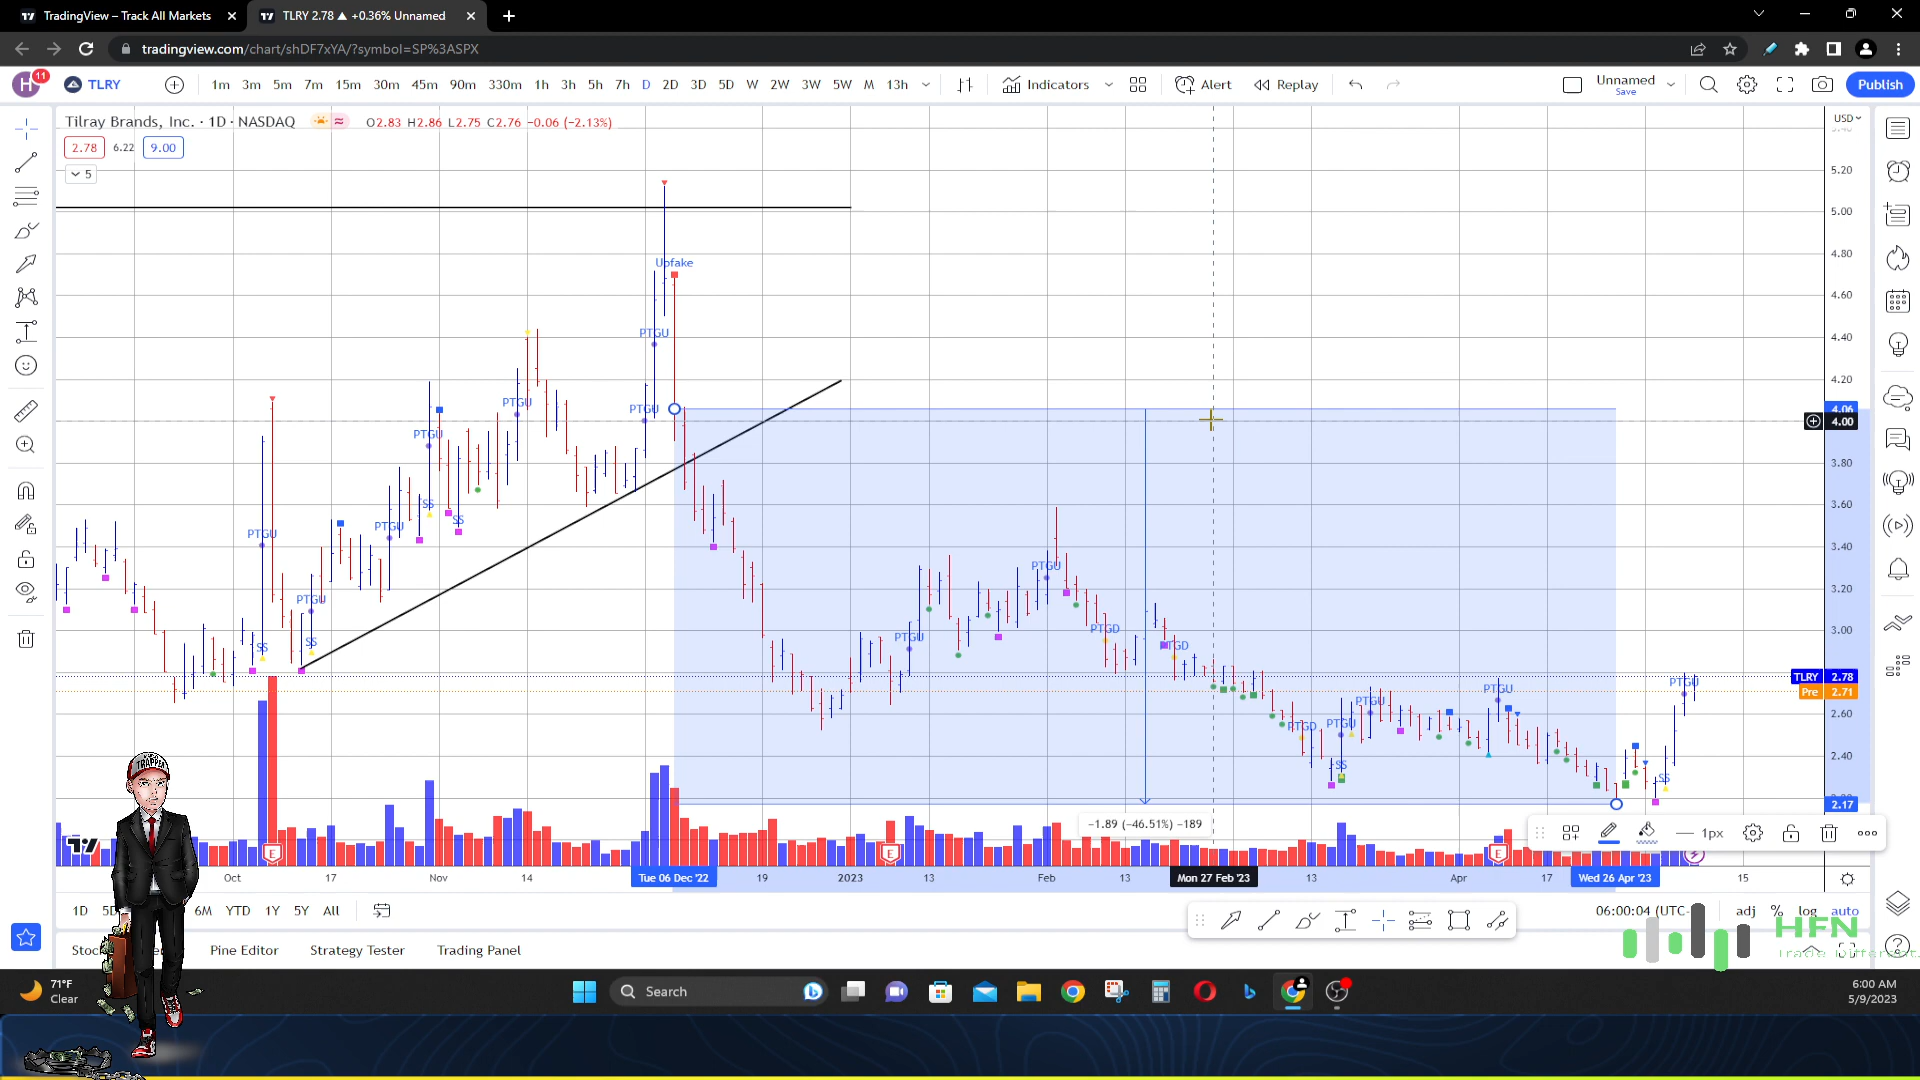 TradingView – Track All Markets
TLRY 2.78 ▲ +0.36% Unnamed
tradingview.com/chart/shDF7xYA/?symbol=SP%3ASPX
H 11
TLRY
1m 3m 5m 7m 15m 30m 45m 90m 330m 1h 3h 5h 7h D 2D 3D 5D W 2W 3W 5W M 13h
Indicators
Alert
Replay
Unnamed
Save
Publish
Tilray Brands, Inc. · 1D · NASDAQ
O2.83 H2.86 L2.75 C2.76 −0.06 (−2.13%)
USD
2.78 6.22 9.00
5
5.20
5.00
4.80
Upfake
4.60
PTGU
4.40
4.20
PTGU
PTGU
4.06
4.00
PTGU
3.80
SS
SS
3.60
PTGU
PTGU
3.40
PTGU
3.20
PTGU
PTGD
PTGU
3.00
SS
SS
PTGD
TLRY 2.78
Pre 2.71
PTGU
PTGU
PTGU
2.60
PTGD
PTGU
2.40
SS
SS
2.17
−1.89 (−46.51%) −189
1px
TRAPPER
E
E
E
Oct
17
Nov
14
Tue 06 Dec '22
19
2023
13
Feb
13
Mon 27 Feb '23
13
Apr
17
Wed 26 Apr '23
15
1D
6M YTD 1Y 5Y All
06:00:04 (UTC-
adj % log auto
HFN
Trade Different.
Pine Editor
Strategy Tester
Trading Panel
71°F
Clear
Search
6:00 AM
5/9/2023